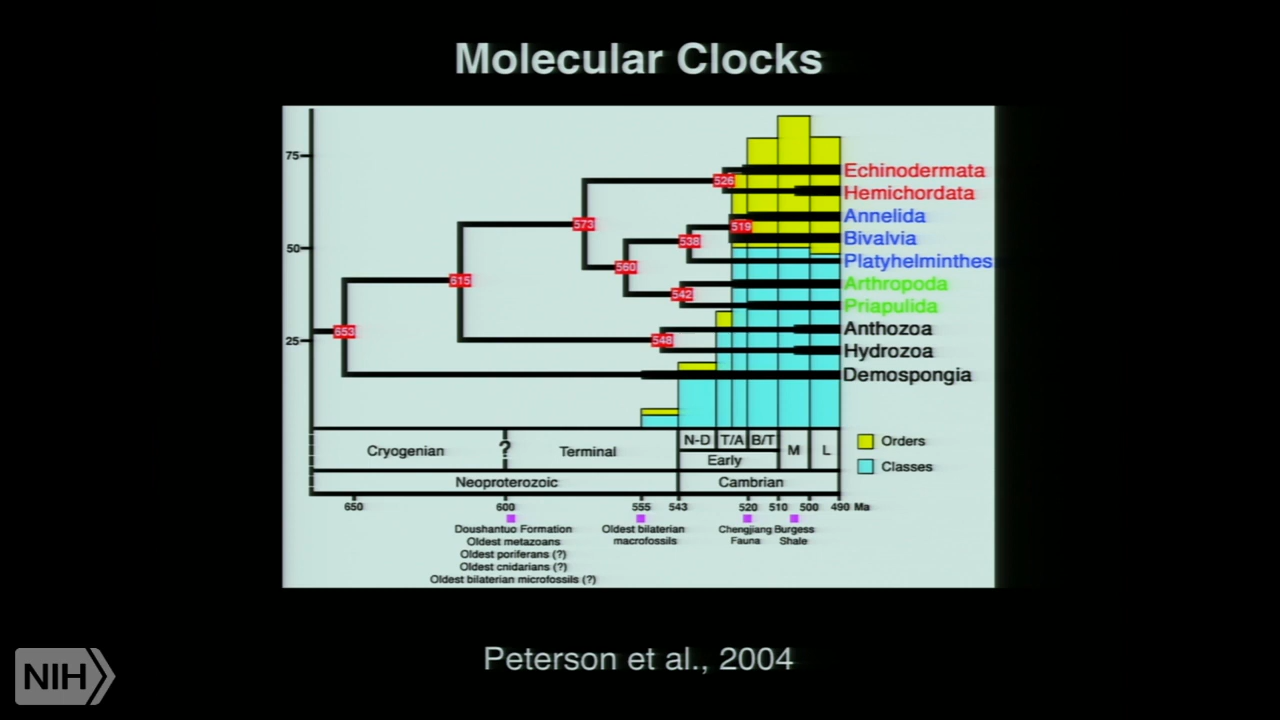 Molecular Clocks
75
50
25
653
615
573
560
548
542
538
526
519
Echinodermata
Hemichordata
Annelida
Bivalvia
Platyhelminthes
Arthropoda
Priapulida
Anthozoa
Hydrozoa
Demospongia
Orders
Classes
Cryogenian ? Terminal
N-D T/A B/T M L
Early
Neoproterozoic Cambrian
650 600 555 543 520 510 500 490 Ma
Doushantuo Formation
Oldest metazoans
Oldest poriferans (?)
Oldest cnidarians (?)
Oldest bilaterian microfossils (?)
Oldest bilaterian
macrofossils
Chengjiang
Fauna
Burgess
Shale
Peterson et al., 2004
NIH